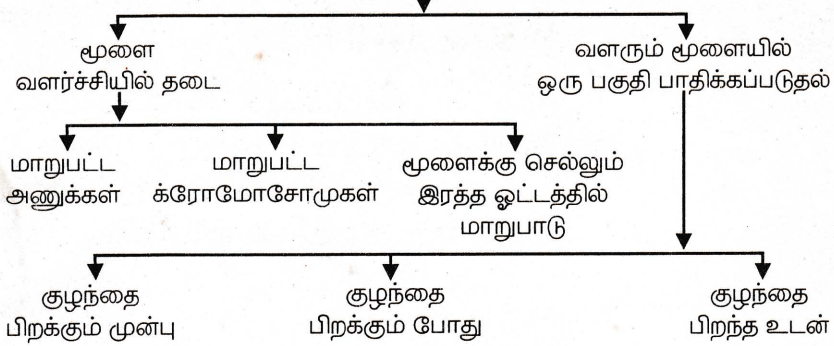 மூளை
வளர்ச்சியில் தடை
வளரும் மூளையில்
ஒரு பகுதி பாதிக்கப்படுதல்
மாறுபட்ட
அணுக்கள்
மாறுபட்ட
க்ரோமோசோமுகள்
மூளைக்கு செல்லும்
இரத்த ஓட்டத்தில்
மாறுபாடு
குழந்தை
பிறக்கும் முன்பு
குழந்தை
பிறக்கும் போது
குழந்தை
பிறந்த உடன்